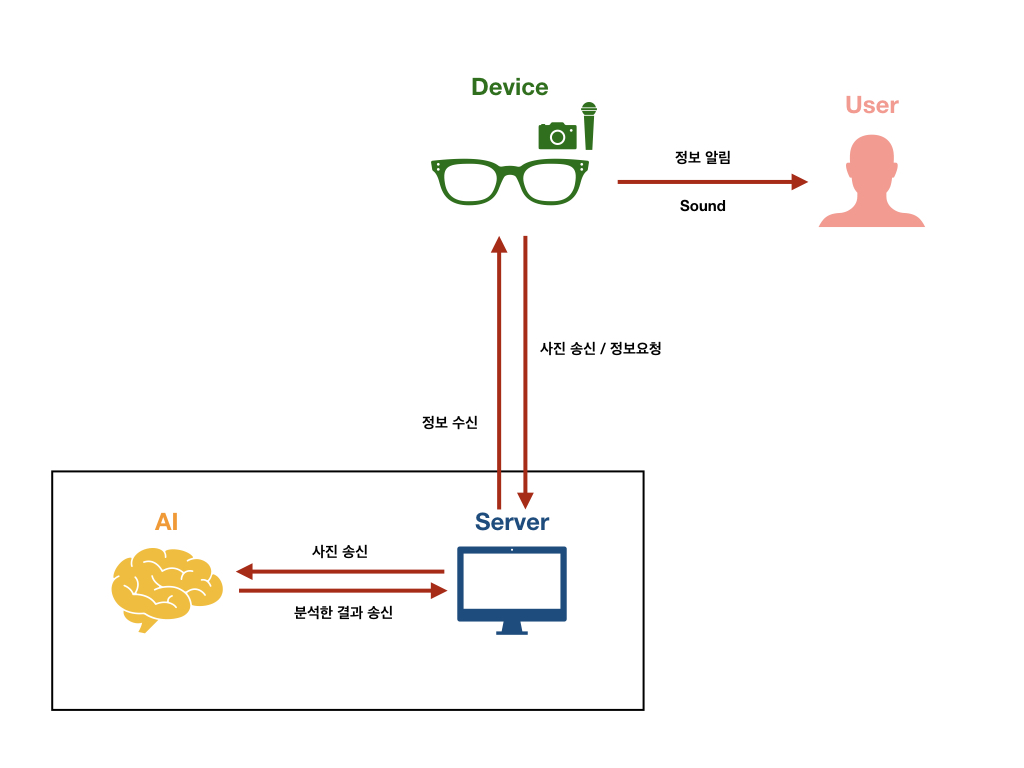 Device
User
정보 알림
Sound
사진 송신 / 정보요청
정보 수신
AI
Server
사진 송신
분석한 결과 송신